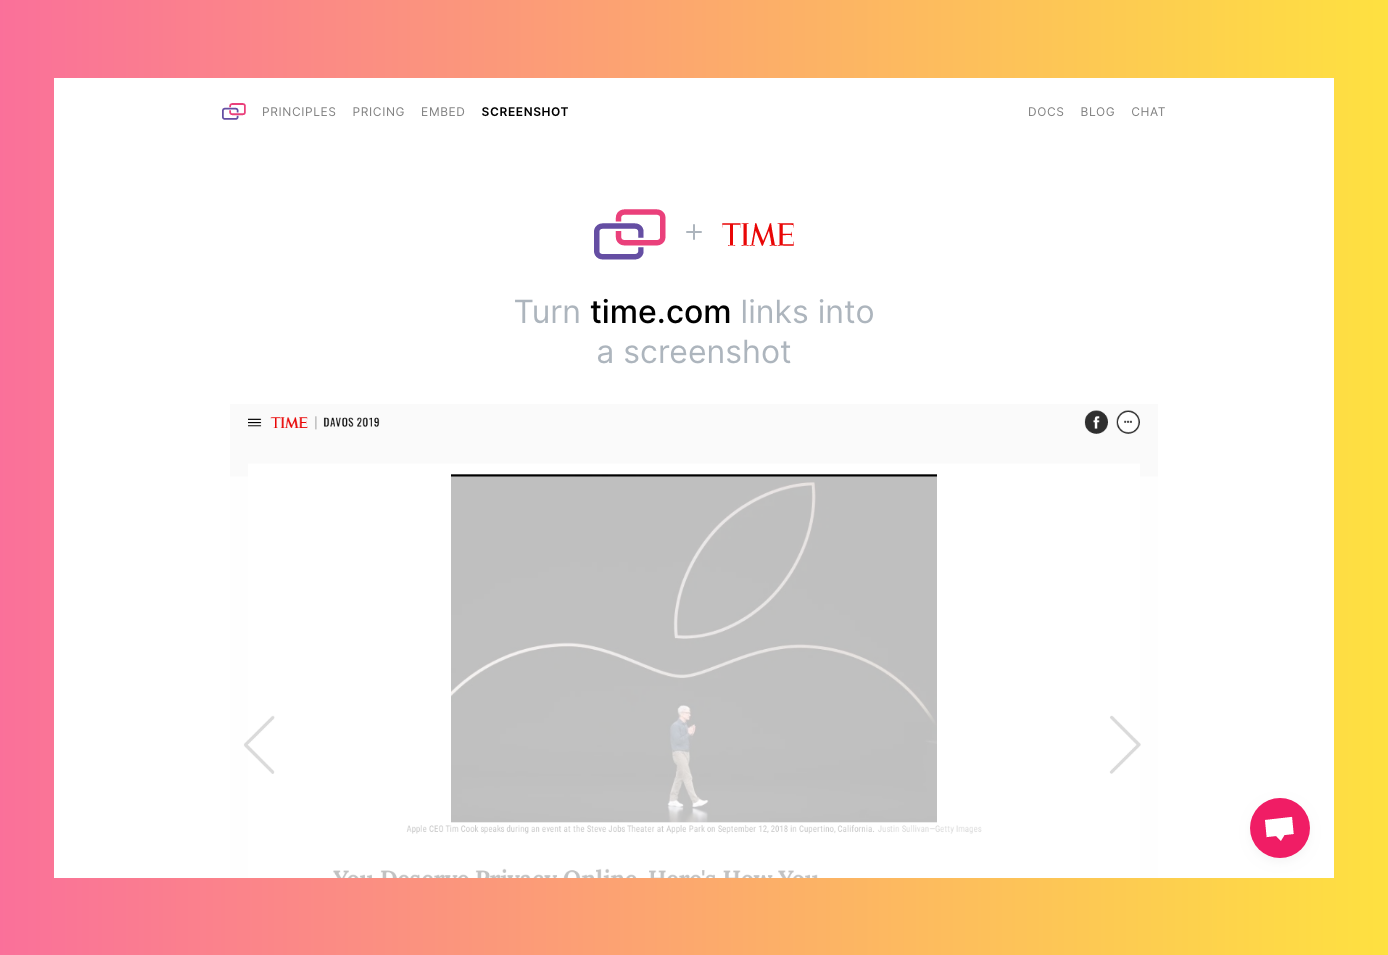 PRINCIPLES PRICING EMBED SCREENSHOT DOCS BLOG CHAT
+ TIME
Turn time.com links into
a screenshot
TIME | DAVOS 2019
Apple CEO Tim Cook speaks during an event at the Steve Jobs Theater at Apple Park on September 12, 2018 in Cupertino, California. Justin Sullivan—Getty Images
You Deserve Privacy Online. Here's How You